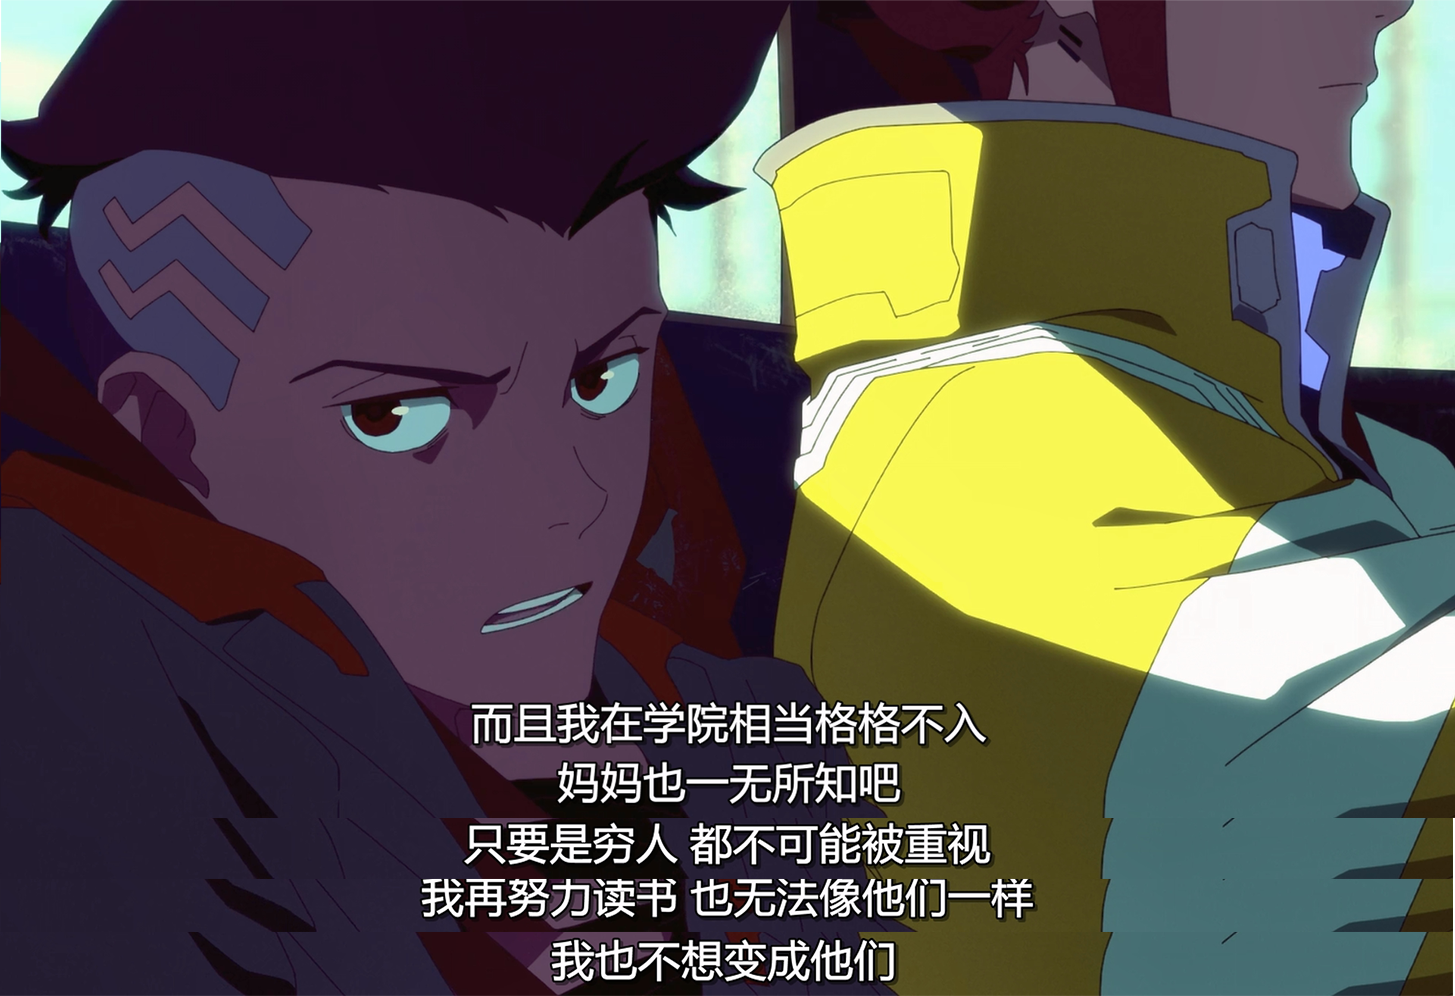 而且我在学院相当格格不入
妈妈也一无所知吧
只要是穷人 都不可能被重视
我再努力读书 也无法像他们一样
我也不想变成他们